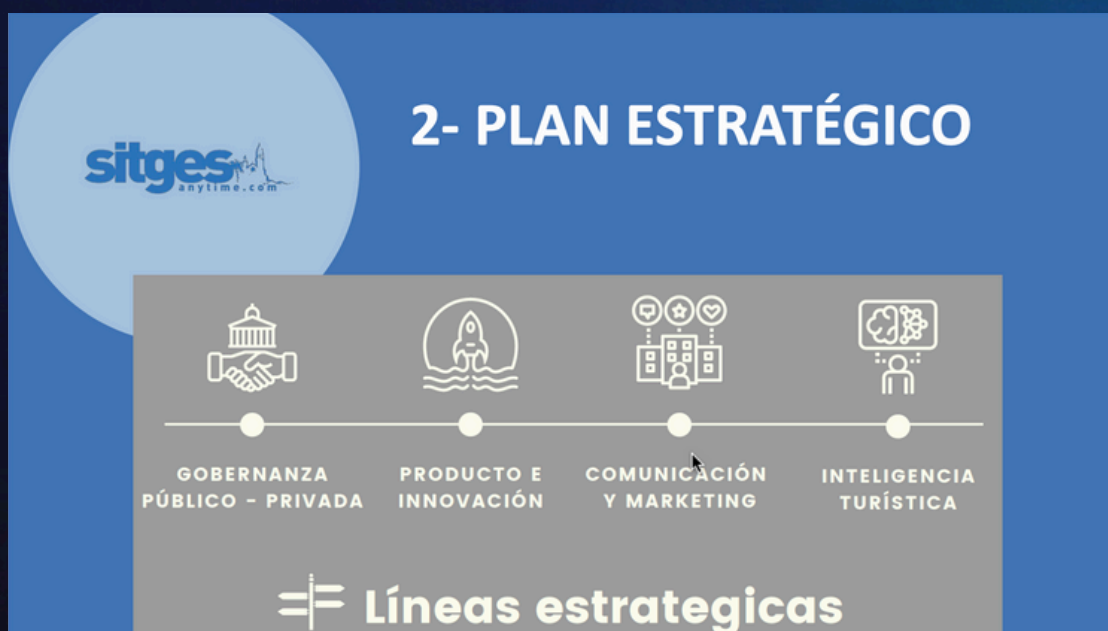 sitges
anytime.com
2- PLAN ESTRATÉGICO
GOBERNANZA
PÚBLICO - PRIVADA
PRODUCTO E
INNOVACIÓN
COMUNICACIÓN
Y MARKETING
INTELIGENCIA
TURÍSTICA
Líneas estrategicas